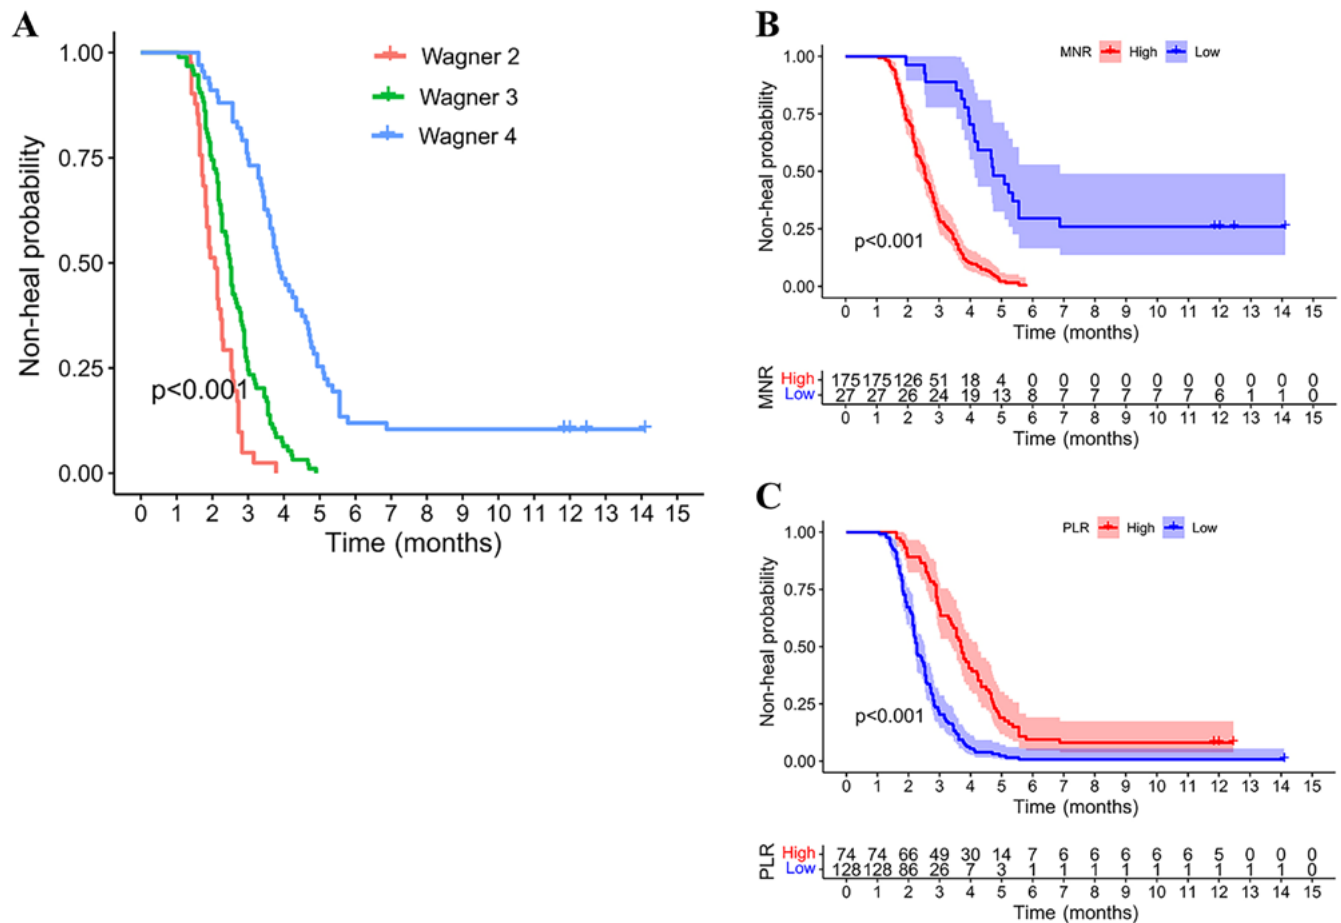 A
Wagner 2
Wagner 3
Wagner 4
1.00
0.75
0.50
0.25
0.00
Non-heal probability
p<0.001
0 1 2 3 4 5 6 7 8 9 10 11 12 13 14 15
Time (months)
B
MNR High Low
1.00
0.75
0.50
0.25
0.00
Non-heal probability
p<0.001
0 1 2 3 4 5 6 7 8 9 10 11 12 13 14 15
Time (months)
MNR
High 175 175 126 51 18 4 0 0 0 0 0 0 0 0 0 0
Low 27 27 26 24 19 13 8 7 7 7 7 7 6 1 1 0
0 1 2 3 4 5 6 7 8 9 10 11 12 13 14 15
C
PLR High Low
1.00
0.75
0.50
0.25
0.00
Non-heal probability
p<0.001
0 1 2 3 4 5 6 7 8 9 10 11 12 13 14 15
Time (months)
PLR
High 74 74 66 49 30 14 7 6 6 6 6 6 5 0 0 0
Low 128 128 86 26 7 3 1 1 1 1 1 1 1 1 1 0
0 1 2 3 4 5 6 7 8 9 10 11 12 13 14 15